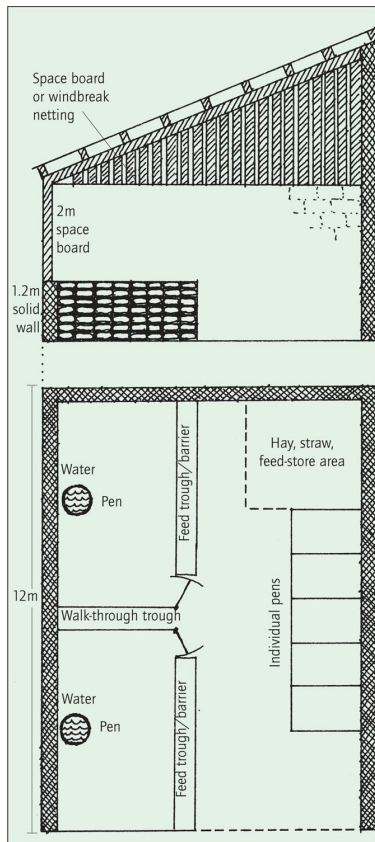 Space board
or windbreak
netting
2m
space
board
1.2m
solid
wall
Hay, straw,
feed-store area
Water
Pen
Feed trough/barrier
12m
Walk-through trough
Individual pens
Water
Pen
Feed trough/barrier